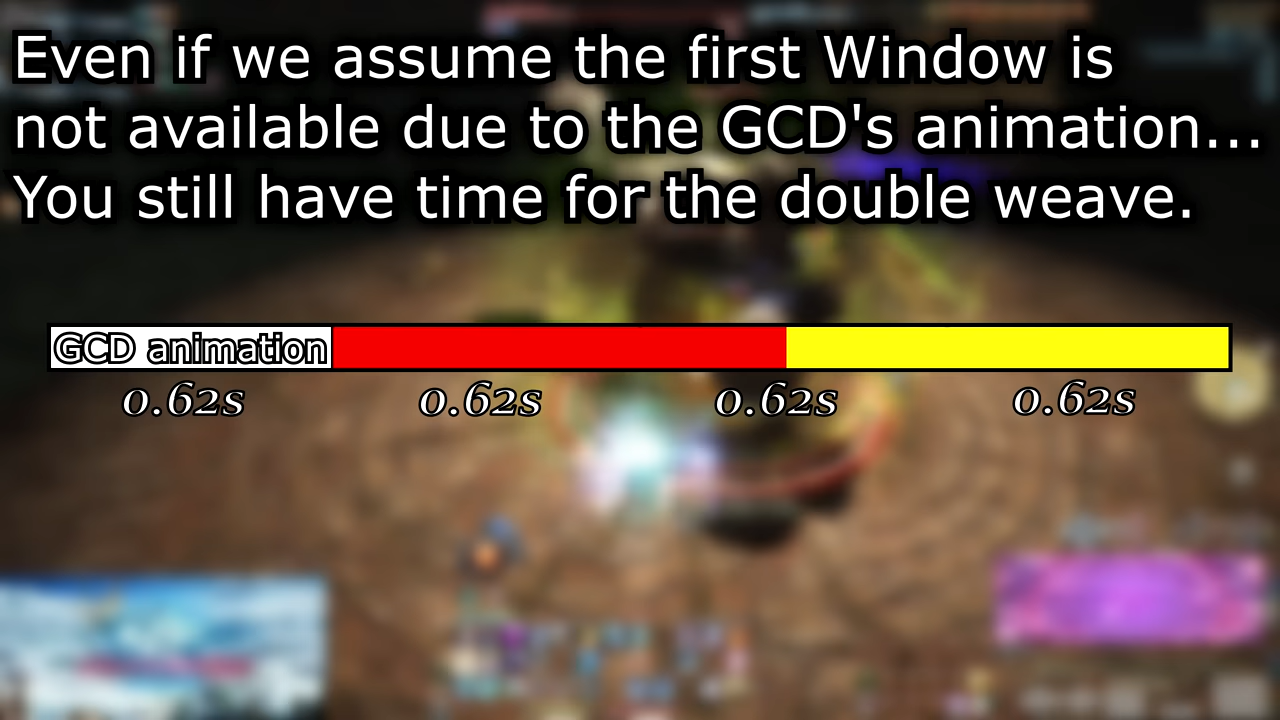 Even if we assume the first Window is
not available due to the GCD's animation...
You still have time for the double weave.
GCD animation
0.62s 0.62s 0.62s 0.62s